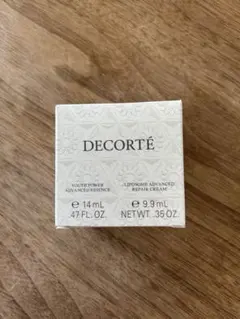 DECORTÉ
YOUTH POWER
ADVANCED ESSENCE
LIPOSOME ADVANCED
REPAIR CREAM
℮ 14 mL
.47 FL. OZ.
℮ 9.9 mL
NET WT. .35 OZ.